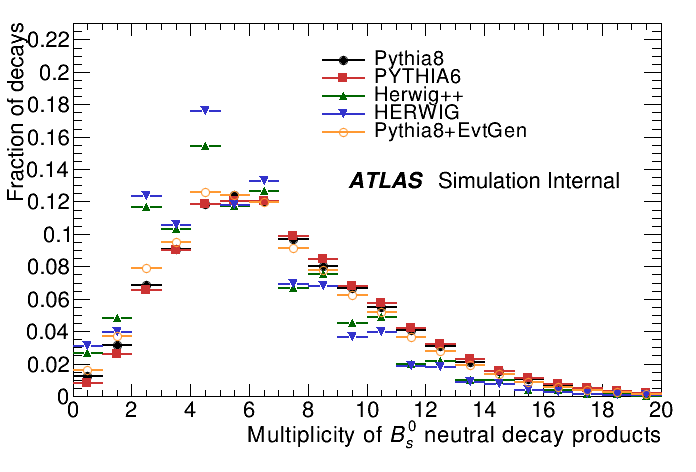 Fraction of decays
0.22
0.2
0.18
0.16
0.14
0.12
0.1
0.08
0.06
0.04
0.02
0
Pythia8
PYTHIA6
Herwig++
HERWIG
Pythia8+EvtGen
ATLAS Simulation Internal
0 2 4 6 8 10 12 14 16 18 20
Multiplicity of B_s^0 neutral decay products